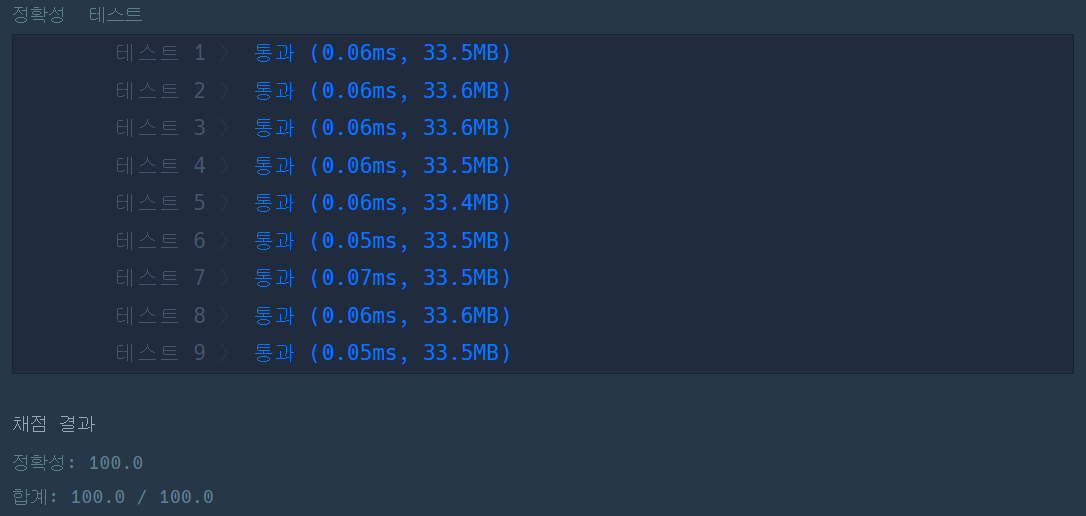 정확성 테스트
테스트 1 〉 통과 (0.06ms, 33.5MB)
테스트 2 〉 통과 (0.06ms, 33.6MB)
테스트 3 〉 통과 (0.06ms, 33.6MB)
테스트 4 〉 통과 (0.06ms, 33.5MB)
테스트 5 〉 통과 (0.06ms, 33.4MB)
테스트 6 〉 통과 (0.05ms, 33.5MB)
테스트 7 〉 통과 (0.07ms, 33.5MB)
테스트 8 〉 통과 (0.06ms, 33.6MB)
테스트 9 〉 통과 (0.05ms, 33.5MB)
채점 결과
정확성: 100.0
합계: 100.0 / 100.0